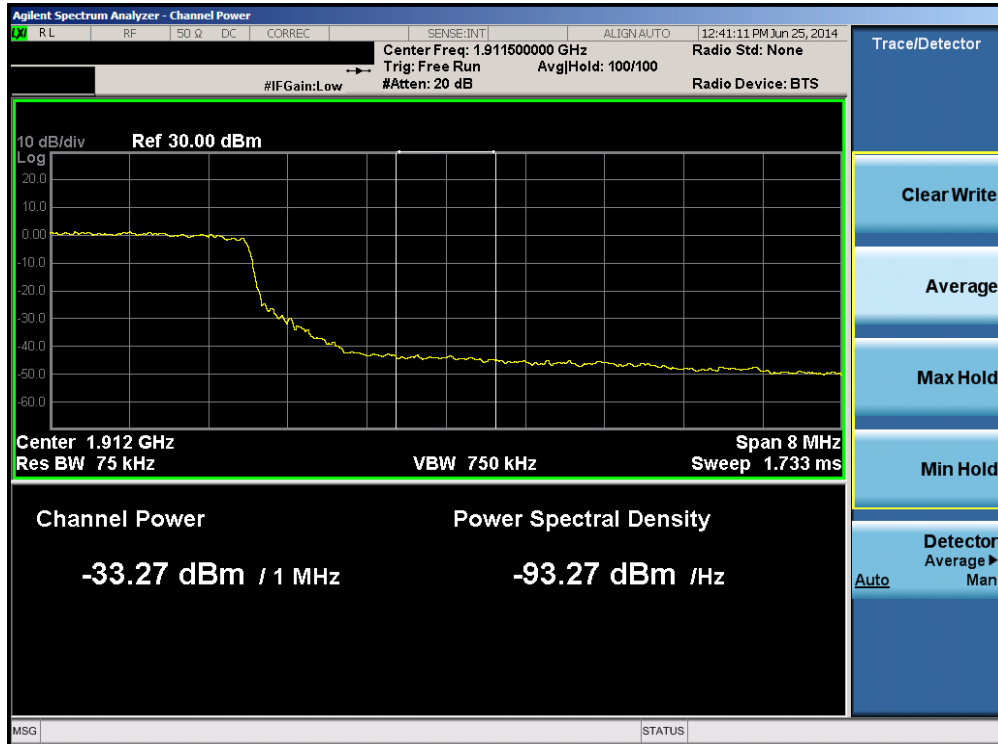 Agilent Spectrum Analyzer - Channel Power
LXI RL RF 50 Ω DC CORREC SENSE:INT ALIGN AUTO 12:41:11 PM Jun 25, 2014
Center Freq: 1.911500000 GHz Radio Std: None
Trig: Free Run Avg|Hold: 100/100
#IFGain:Low #Atten: 20 dB Radio Device: BTS
10 dB/div Ref 30.00 dBm
Log
20.0
10.0
0.00
-10.0
-20.0
-30.0
-40.0
-50.0
-60.0
Center 1.912 GHz Span 8 MHz
Res BW 75 kHz VBW 750 kHz Sweep 1.733 ms
Channel Power Power Spectral Density
-33.27 dBm / 1 MHz -93.27 dBm /Hz
MSG STATUS
Trace/Detector
Clear Write
Average
Max Hold
Min Hold
Detector
Average▶
Auto Man